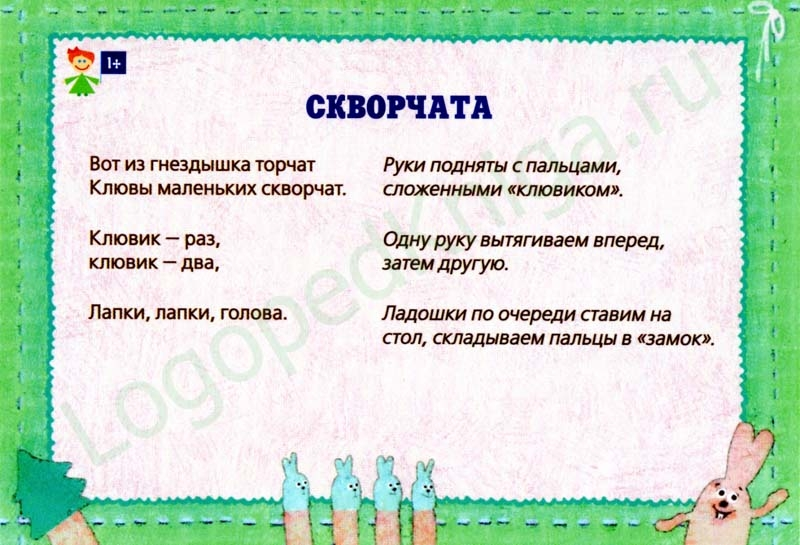 1+
СКВОРЧАТА
Вот из гнездышка торчат
Клювы маленьких скворчат.
Руки подняты с пальцами,
сложенными «клювиком».
Клювик — раз,
клювик — два,
Одну руку вытягиваем вперед,
затем другую.
Лапки, лапки, голова.
Ладошки по очереди ставим на
стол, складываем пальцы в «замок».
LogopedKniga.ru